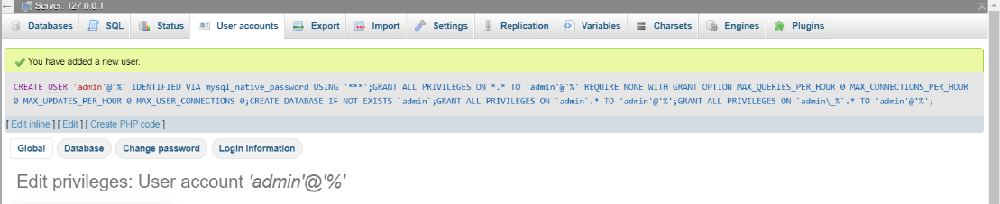 Server: 127.0.0.1
Databases SQL Status User accounts Export Import Settings Replication Variables Charsets Engines Plugins
You have added a new user.
CREATE USER 'admin'@'%' IDENTIFIED VIA mysql_native_password USING '***';GRANT ALL PRIVILEGES ON *.* TO 'admin'@'%' REQUIRE NONE WITH GRANT OPTION MAX_QUERIES_PER_HOUR 0 MAX_CONNECTIONS_PER_HOUR
0 MAX_UPDATES_PER_HOUR 0 MAX_USER_CONNECTIONS 0;CREATE DATABASE IF NOT EXISTS `admin`;GRANT ALL PRIVILEGES ON `admin`.* TO 'admin'@'%';GRANT ALL PRIVILEGES ON `admin\_%`.* TO 'admin'@'%';
[ Edit inline ] [ Edit ] [ Create PHP code ]
Global Database Change password Login Information
Edit privileges: User account 'admin'@'%'